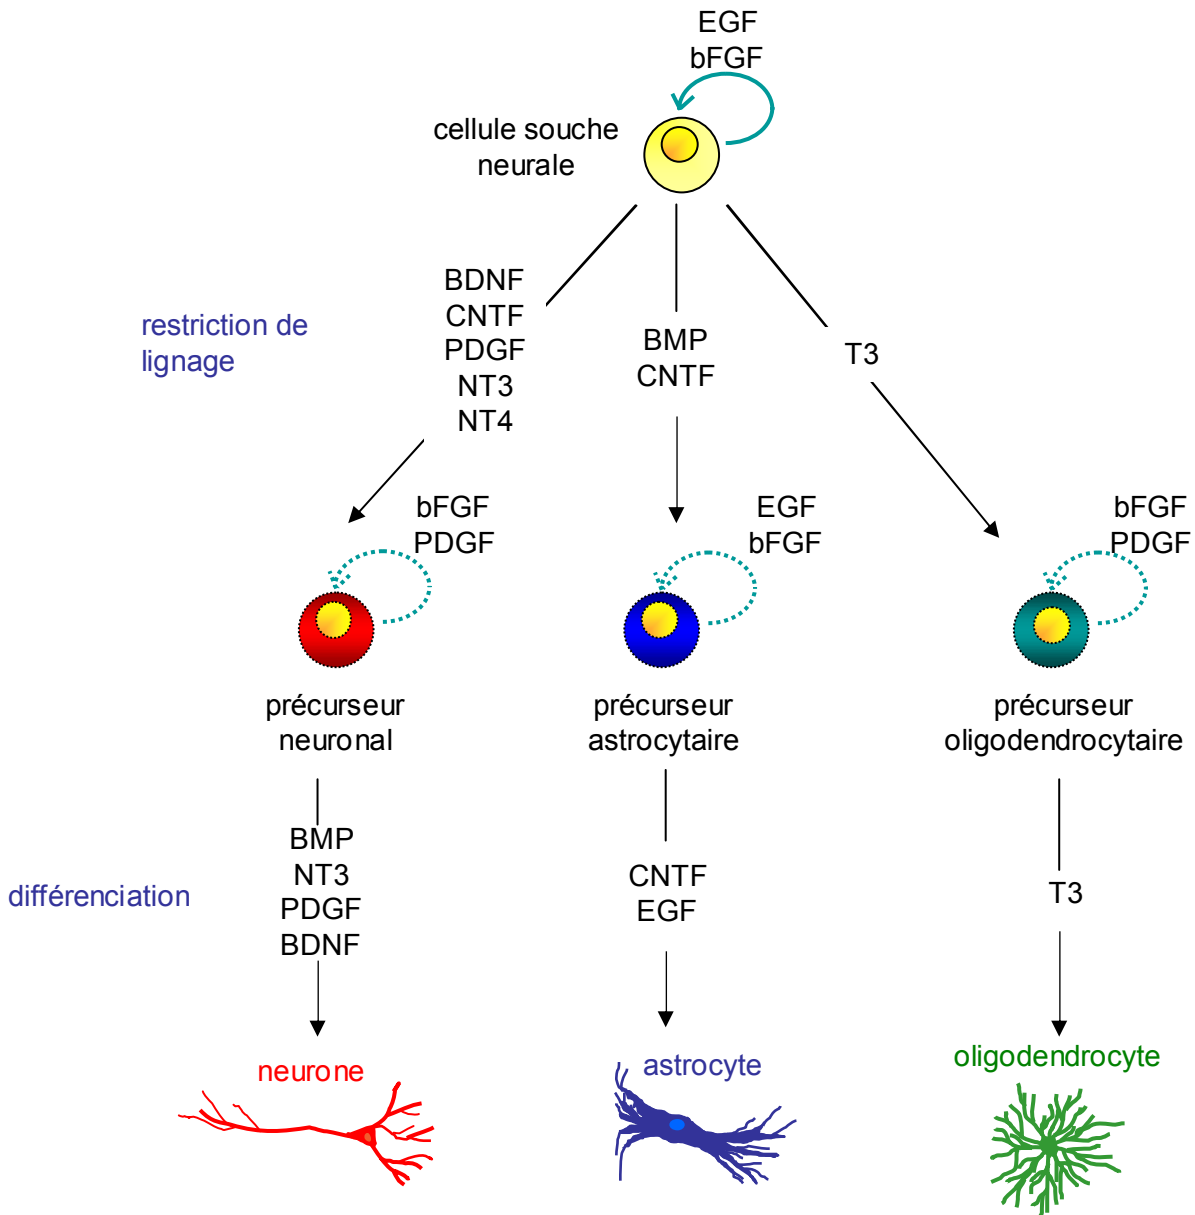 EGF
bFGF
cellule souche
neurale
restriction de
lignage
BDNF
CNTF
PDGF
NT3
NT4
BMP
CNTF
T3
bFGF
PDGF
EGF
bFGF
bFGF
PDGF
précurseur
neuronal
précurseur
astrocytaire
précurseur
oligodendrocytaire
différenciation
BMP
NT3
PDGF
BDNF
CNTF
EGF
T3
neurone
astrocyte
oligodendrocyte